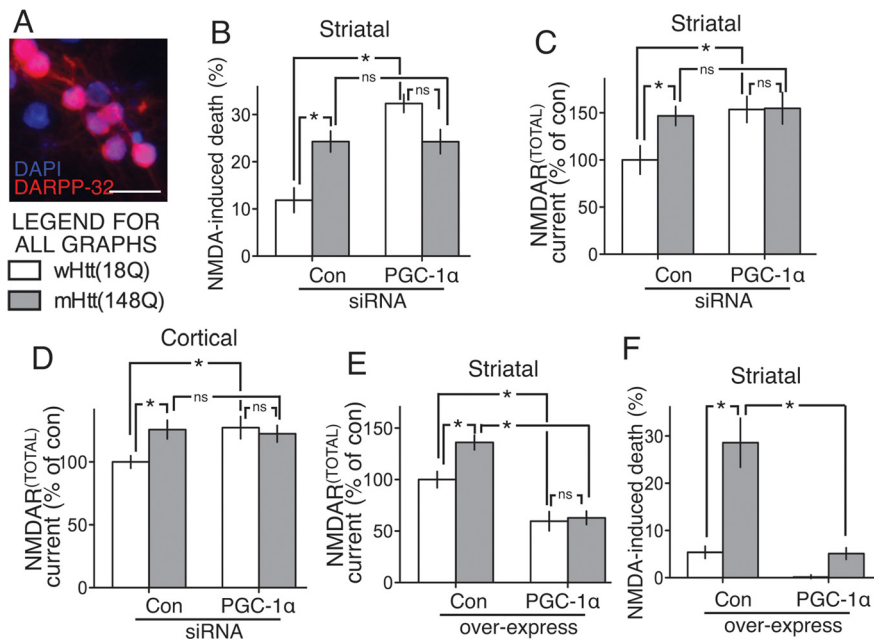 A
DAPI
DARPP-32
LEGEND FOR
ALL GRAPHS
wHtt(18Q)
mHtt(148Q)
B
Striatal
NMDA-induced death (%)
30
20
10
0
*
ns
*
ns
Con
PGC-1α
siRNA
C
Striatal
NMDAR(TOTAL)
current (% of con)
150
100
50
0
*
ns
*
ns
Con
PGC-1α
siRNA
D
Cortical
NMDAR(TOTAL)
current (% of con)
100
50
0
*
ns
*
ns
Con
PGC-1α
siRNA
E
Striatal
NMDAR(TOTAL)
current (% of con)
150
100
50
0
*
*
*
ns
Con
PGC-1α
over-express
F
Striatal
NMDA-induced death (%)
30
20
10
0
*
*
Con
PGC-1α
over-express